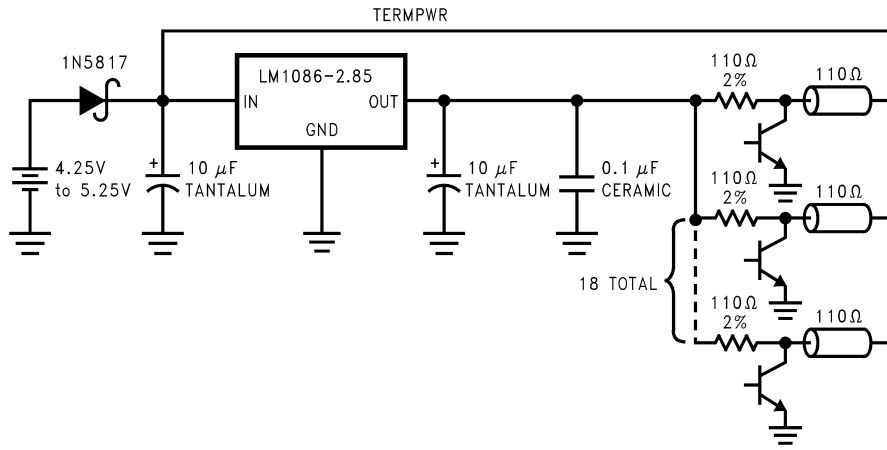 TERMPWR
1N5817
LM1086-2.85
IN
OUT
GND
4.25V
to 5.25V
+
10 μF
TANTALUM
+
10 μF
TANTALUM
0.1 μF
CERAMIC
110Ω
2%
110Ω
110Ω
2%
110Ω
18 TOTAL
110Ω
2%
110Ω